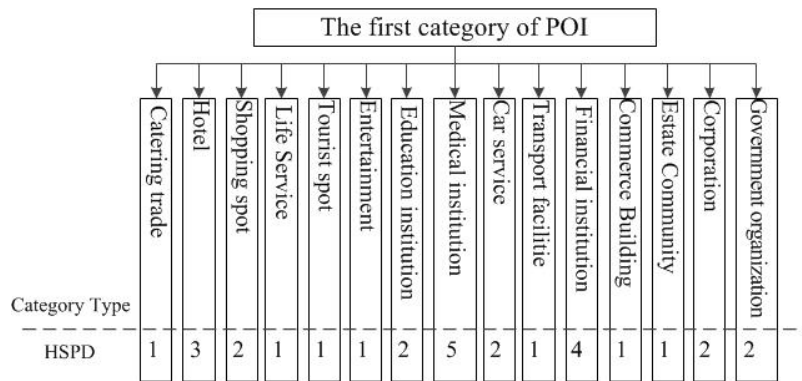 The first category of POI
Catering trade
Hotel
Shopping spot
Life Service
Tourist spot
Entertainment
Education institution
Medical institution
Car service
Transport facilitie
Financial institution
Commerce Building
Estate Community
Corporation
Government organization
Category Type
HSPD 1 3 2 1 1 1 2 5 2 1 4 1 1 2 2